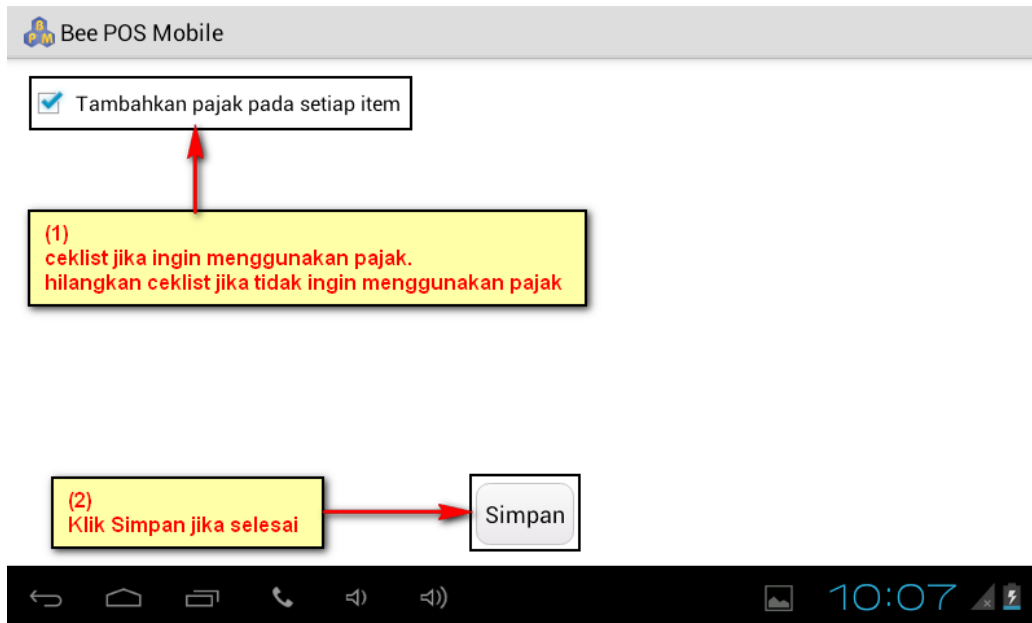 Bee POS Mobile
Tambahkan pajak pada setiap item
(1)
ceklist jika ingin menggunakan pajak.
hilangkan ceklist jika tidak ingin menggunakan pajak
(2)
Klik Simpan jika selesai
Simpan
10:07